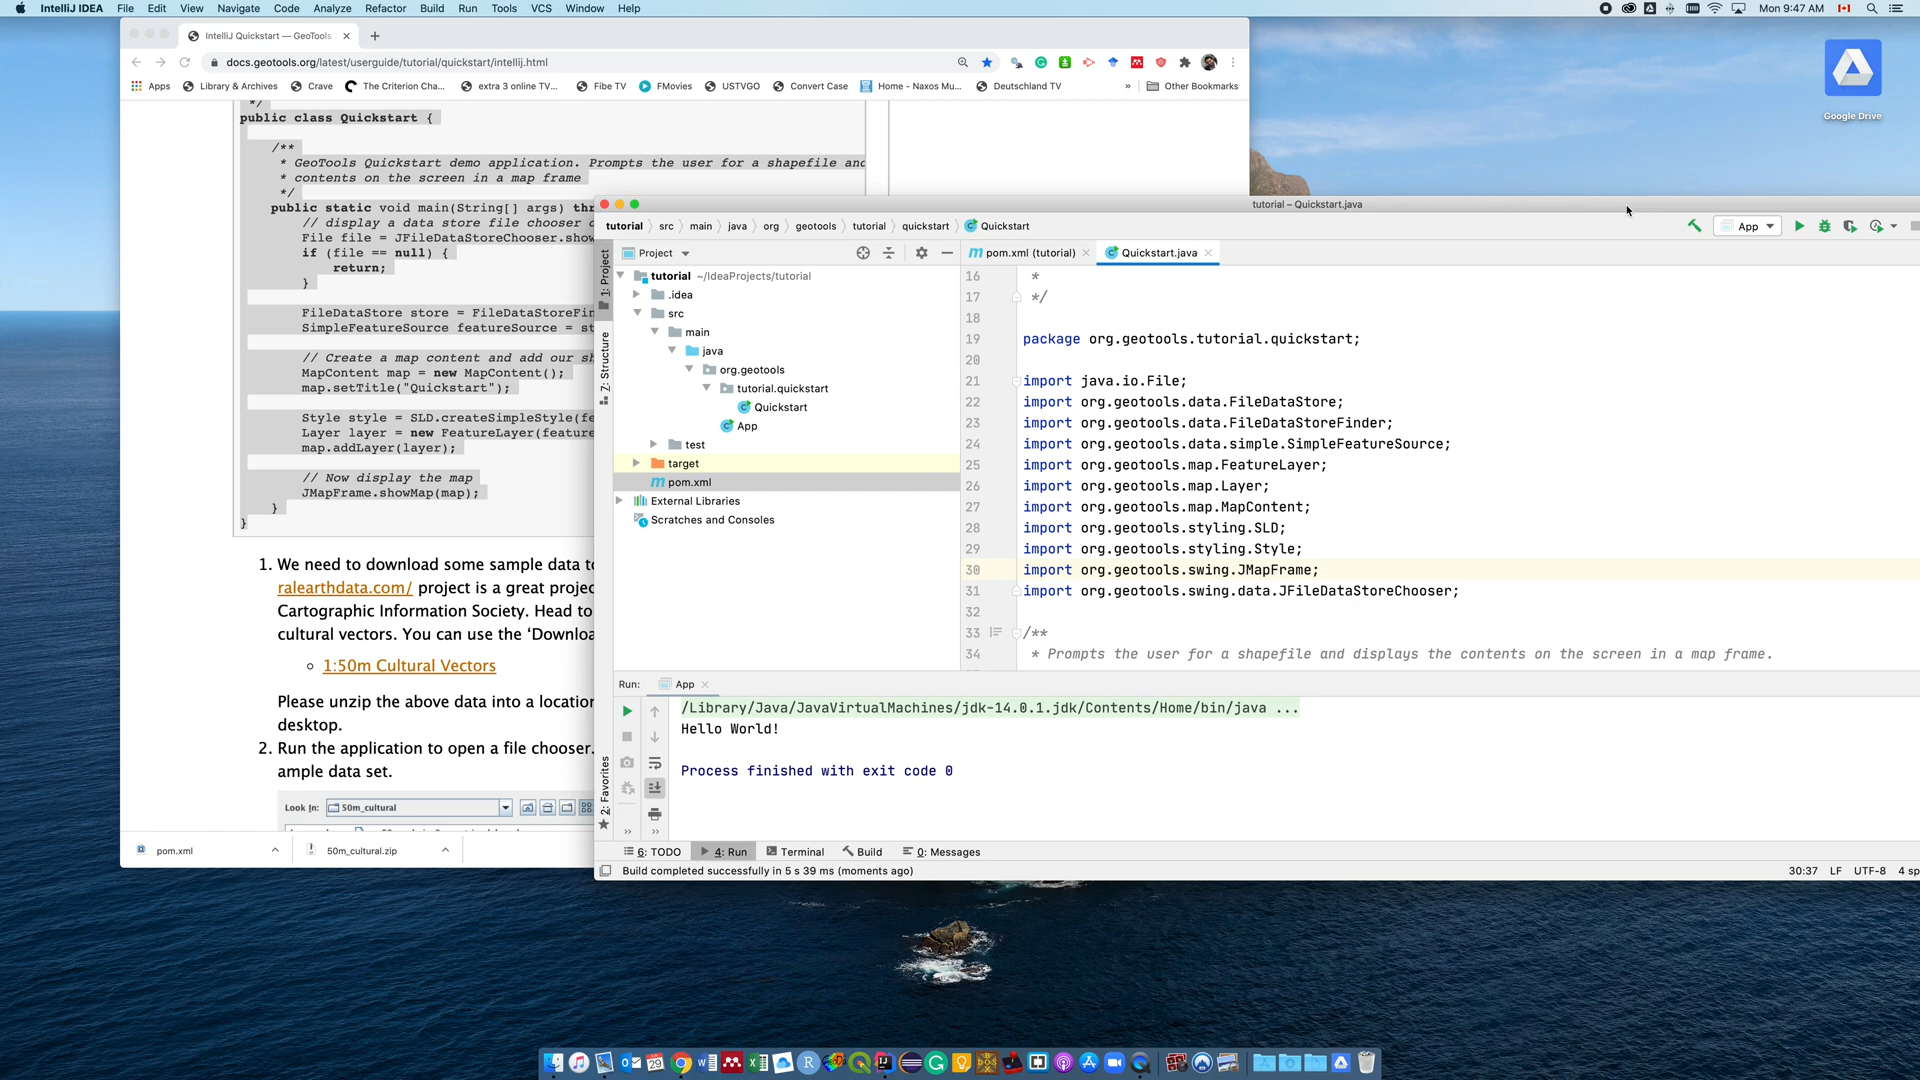 IntelliJ IDEA File Edit View Navigate Code Analyze Refactor Build Run Tools VCS Window Help
Mon 9:47 AM
IntelliJ Quickstart — GeoTools
docs.geotools.org/latest/userguide/tutorial/quickstart/intellij.html
Apps Library & Archives Crave The Criterion Cha... extra 3 online TV... Fibe TV FMovies USTVGO Convert Case Home - Naxos Mu... Deutschland TV » Other Bookmarks
Google Drive
*/
public class Quickstart {
/**
* GeoTools Quickstart demo application. Prompts the user for a shapefile and
* contents on the screen in a map frame
*/
public static void main(String[] args) thr
// display a data store file chooser d
File file = JFileDataStoreChooser.show
if (file == null) {
return;
}
FileDataStore store = FileDataStoreFin
SimpleFeatureSource featureSource = st
// Create a map content and add our sh
MapContent map = new MapContent();
map.setTitle("Quickstart");
Style style = SLD.createSimpleStyle(fe
Layer layer = new FeatureLayer(feature
map.addLayer(layer);
// Now display the map
JMapFrame.showMap(map);
}
}
1. We need to download some sample data to
ralearthdata.com/ project is a great projec
Cartographic Information Society. Head to
cultural vectors. You can use the ‘Downloa
1:50m Cultural Vectors
Please unzip the above data into a location
desktop.
2. Run the application to open a file chooser.
ample data set.
Look In: 50m_cultural
pom.xml
50m_cultural.zip
tutorial – Quickstart.java
tutorial src main java org geotools tutorial quickstart Quickstart
App
1: Project
7: Structure
2: Favorites
Project
pom.xml (tutorial)
Quickstart.java
tutorial ~/IdeaProjects/tutorial
.idea
src
main
java
org.geotools
tutorial.quickstart
Quickstart
App
test
target
pom.xml
External Libraries
Scratches and Consoles
16 *
17 */
18
19 package org.geotools.tutorial.quickstart;
20
21 import java.io.File;
22 import org.geotools.data.FileDataStore;
23 import org.geotools.data.FileDataStoreFinder;
24 import org.geotools.data.simple.SimpleFeatureSource;
25 import org.geotools.map.FeatureLayer;
26 import org.geotools.map.Layer;
27 import org.geotools.map.MapContent;
28 import org.geotools.styling.SLD;
29 import org.geotools.styling.Style;
30 import org.geotools.swing.JMapFrame;
31 import org.geotools.swing.data.JFileDataStoreChooser;
32
33 /**
34 * Prompts the user for a shapefile and displays the contents on the screen in a map frame.
Run: App
/Library/Java/JavaVirtualMachines/jdk-14.0.1.jdk/Contents/Home/bin/java ...
Hello World!
Process finished with exit code 0
6: TODO 4: Run Terminal Build 0: Messages
Build completed successfully in 5 s 39 ms (moments ago)
30:37 LF UTF-8 4 sp